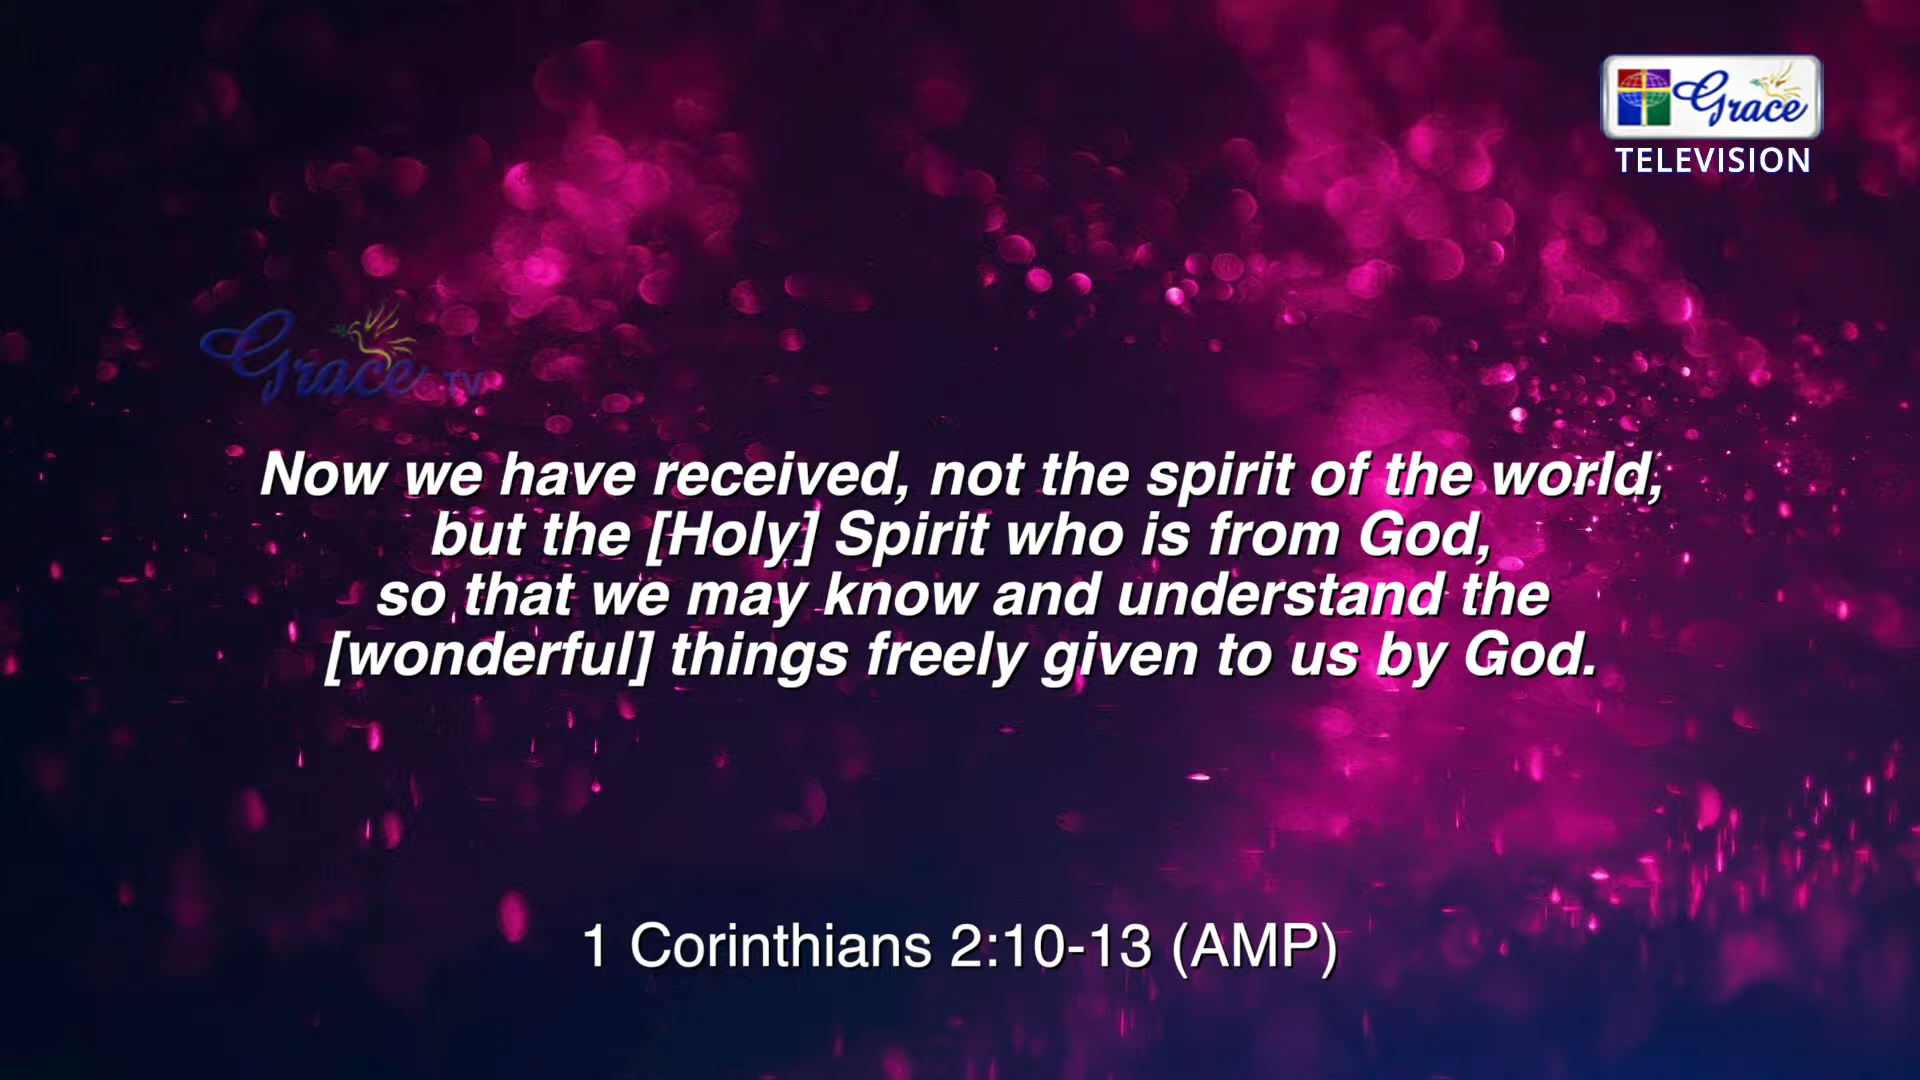 Grace
TELEVISION
Grace TV
Now we have received, not the spirit of the world,
but the [Holy] Spirit who is from God,
so that we may know and understand the
[wonderful] things freely given to us by God.
1 Corinthians 2:10-13 (AMP)